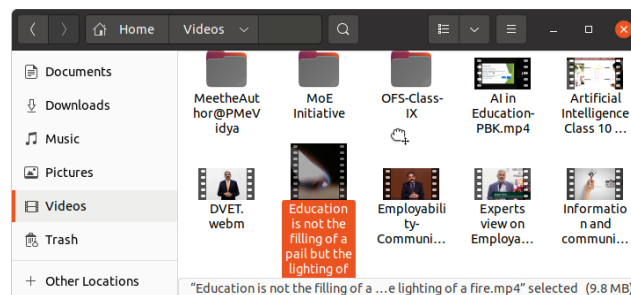 Home Videos
Documents
Downloads
Music
Pictures
Videos
Trash
Other Locations
MeetheAut
hor@PMeV
idya
MoE
Initiative
OFS-Class-
IX
AI in
Education-
PBK.mp4
Artificial
Intelligence
Class 10 ...
DVET.
webm
Education
is not the
filling of a
pail but the
lighting of
Employabili
ty-
Communi...
Experts
view on
Employa...
Informatio
n and
communi...
"Education is not the filling of a ...e lighting of a fire.mp4" selected (9.8 MB)